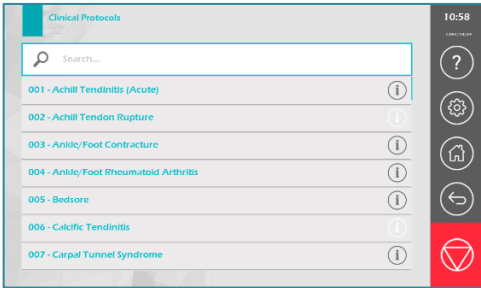 Clinical Protocols
10:58
Search...
?
001 - Achill Tendinitis (Acute)
i
002 - Achill Tendon Rupture
i
003 - Ankle/Foot Contracture
i
004 - Ankle/Foot Rheumatoid Arthritis
i
005 - Bedsore
i
006 - Calcific Tendinitis
i
007 - Carpal Tunnel Syndrome
i